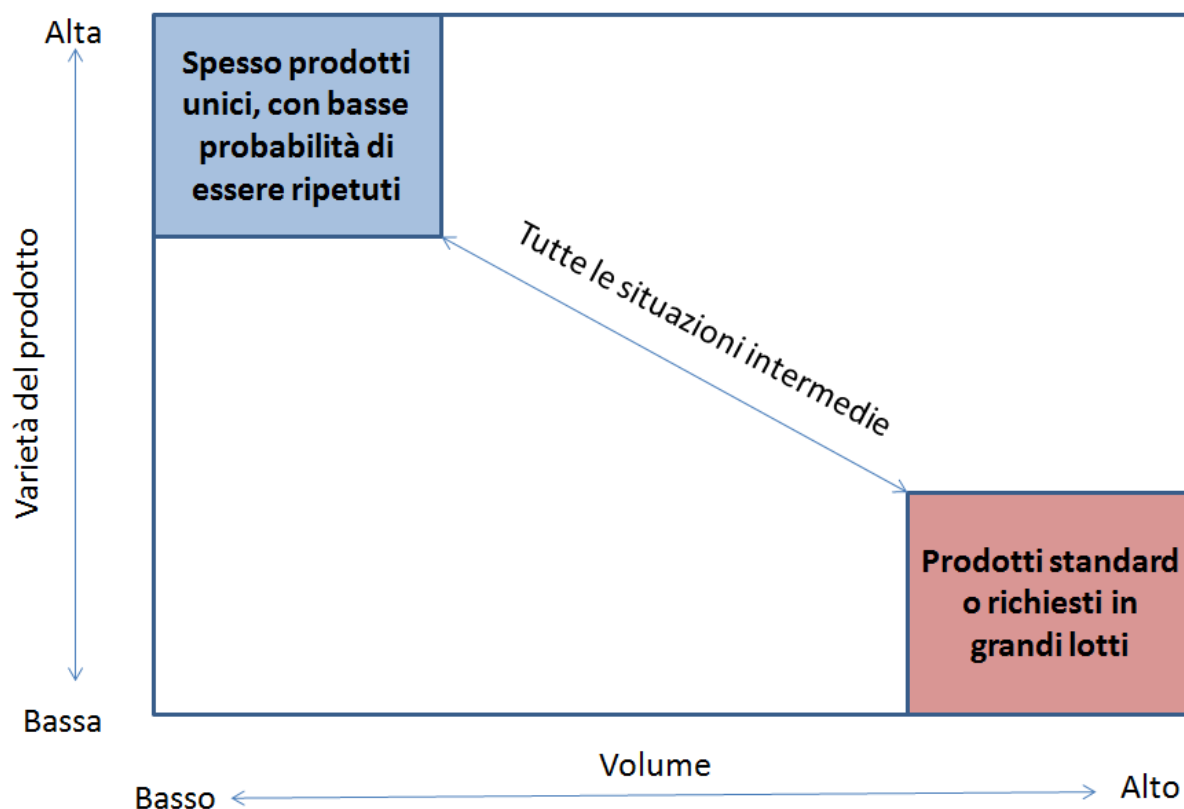 Alta
Spesso prodotti
unici, con basse
probabilità di
essere ripetuti
Varietà del prodotto
Tutte le situazioni intermedie
Prodotti standard
o richiesti in
grandi lotti
Bassa
Volume
Basso
Alto